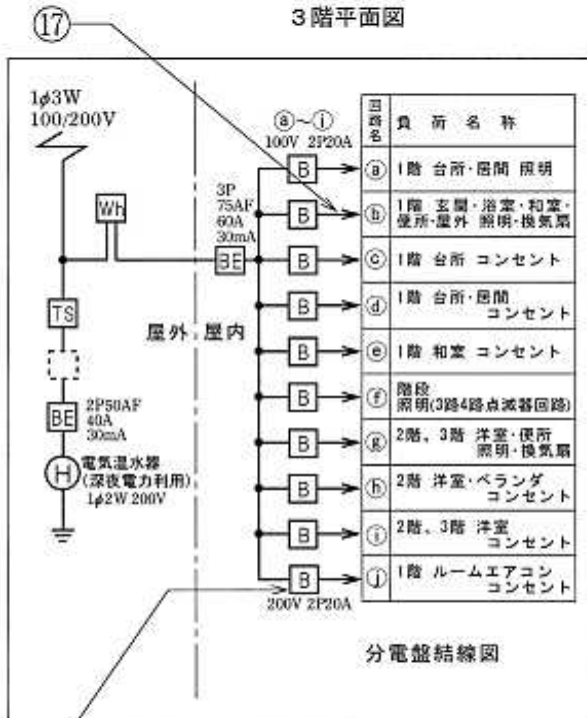 ⑰
3階平面図
1φ3W
100/200V
Wh
TS
BE
2P50AF
40A
30mA
H
電気温水器
(深夜電力利用)
1φ2W 200V
屋外 屋内
3P
75AF
60A
30mA
BE
ⓐ~ⓘ
100V 2P20A
B
B
B
B
B
B
B
B
B
B
200V 2P20A
回路名 負荷名称
ⓐ 1階 台所・居間 照明
ⓑ 1階 玄関・浴室・和室・
便所・屋外 照明・換気扇
ⓒ 1階 台所 コンセント
ⓓ 1階 台所・居間
コンセント
ⓔ 1階 和室 コンセント
ⓕ 階段
照明(3路4路点滅器回路)
ⓖ 2階、3階 洋室・便所
照明・換気扇
ⓗ 2階 洋室・ベランダ
コンセント
ⓘ 2階、3階 洋室
コンセント
ⓙ 1階 ルームエアコン
コンセント
分電盤結線図